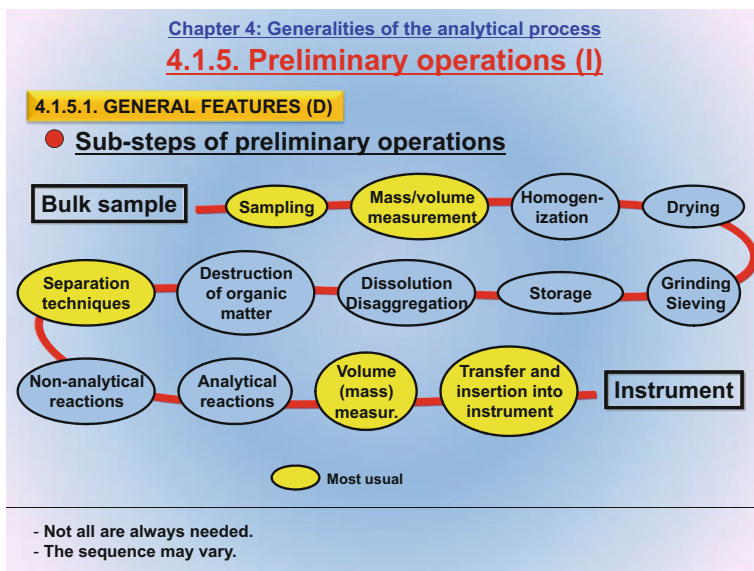 Chapter 4: Generalities of the analytical process
4.1.5. Preliminary operations (I)
4.1.5.1. GENERAL FEATURES (D)
Sub-steps of preliminary operations
Bulk sample
Sampling
Mass/volume
measurement
Homogen-
ization
Drying
Grinding
Sieving
Storage
Dissolution
Disaggregation
Destruction
of organic
matter
Separation
techniques
Non-analytical
reactions
Analytical
reactions
Volume
(mass)
measur.
Transfer and
insertion into
instrument
Instrument
Most usual
- Not all are always needed.
- The sequence may vary.